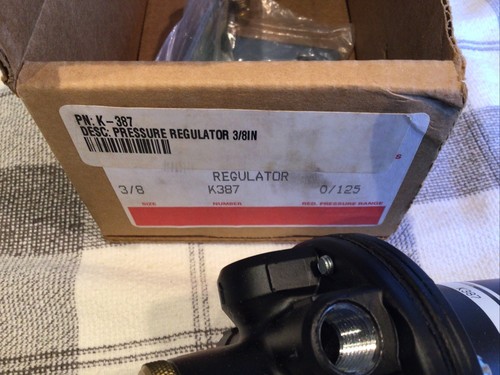 PN: K-387
DESC: PRESSURE REGULATOR 3/8IN
S
REGULATOR
3/8 K387 0/125
SIZE NUMBER REG. PRESSURE RANGE